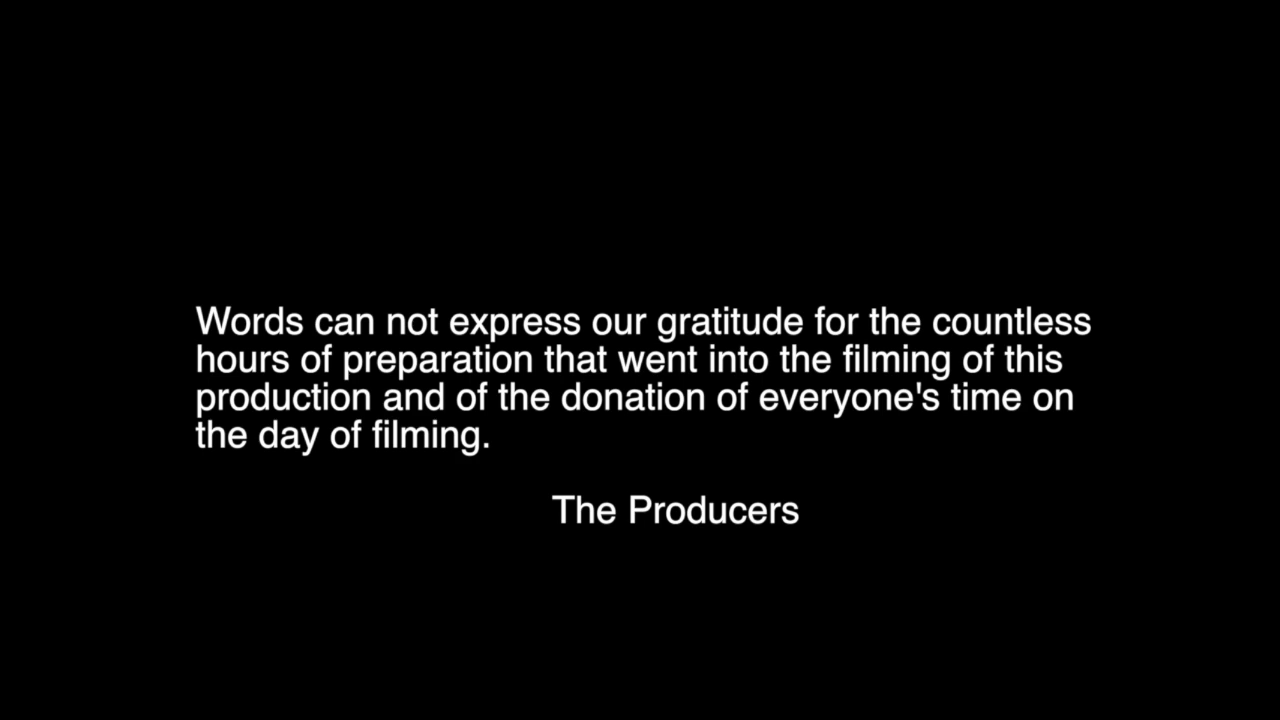 Words can not express our gratitude for the countless
hours of preparation that went into the filming of this
production and of the donation of everyone's time on
the day of filming.
The Producers